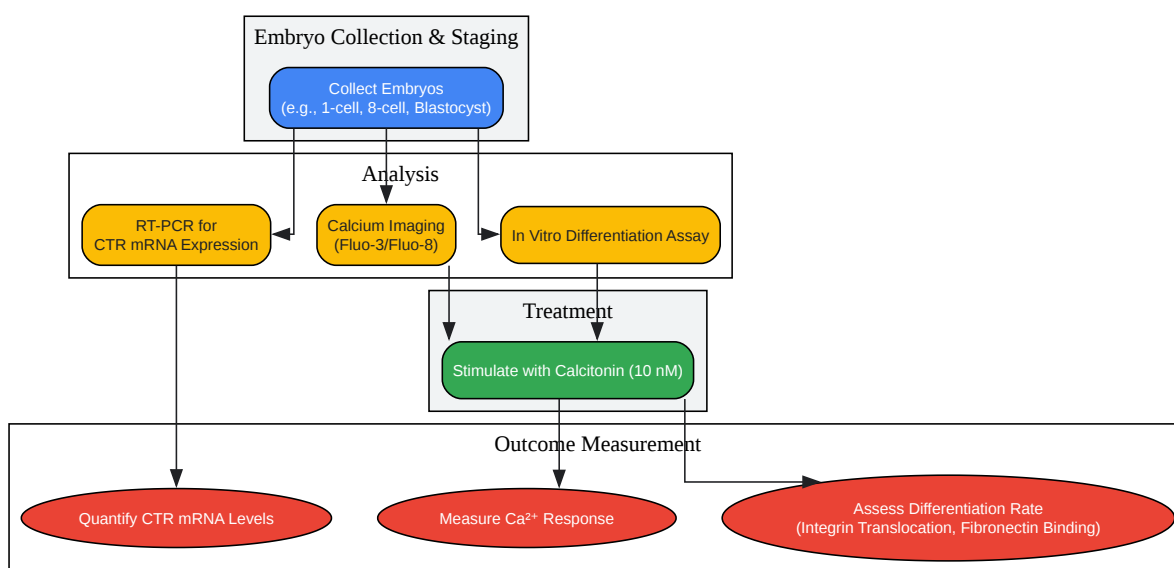 Embryo Collection & Staging
Collect Embryos
(e.g., 1-cell, 8-cell, Blastocyst)
Analysis
RT-PCR for
CTR mRNA Expression
Calcium Imaging
(Fluo-3/Fluo-8)
In Vitro Differentiation Assay
Treatment
Stimulate with Calcitonin (10 nM)
Outcome Measurement
Quantify CTR mRNA Levels
Measure Ca²⁺ Response
Assess Differentiation Rate
(Integrin Translocation, Fibronectin Binding)